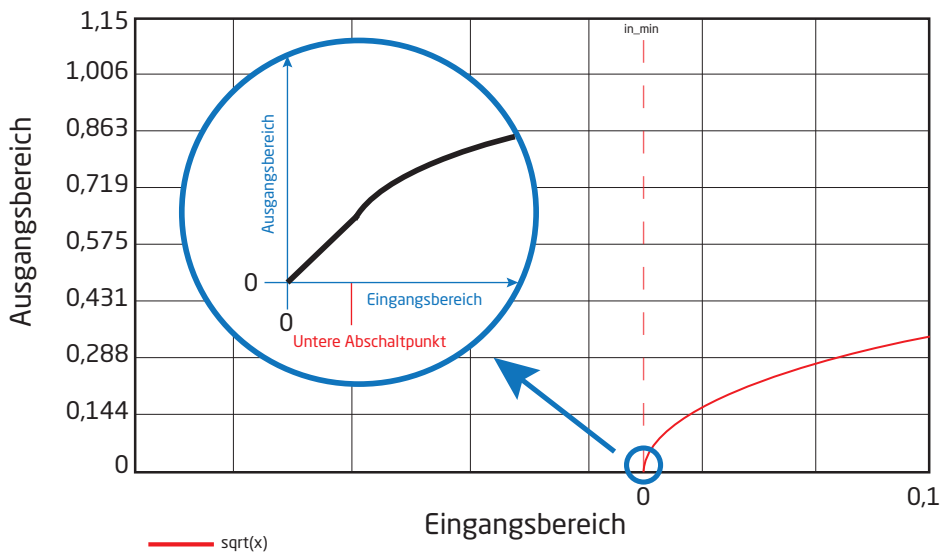 1,15
in_min
1,006
0,863
0,719
0,575
0,431
0,288
0,144
0
Ausgangsbereich
Ausgangsbereich
0
Eingangsbereich
0
Untere Abschaltpunkt
0
0,1
Eingangsbereich
sqrt(x)